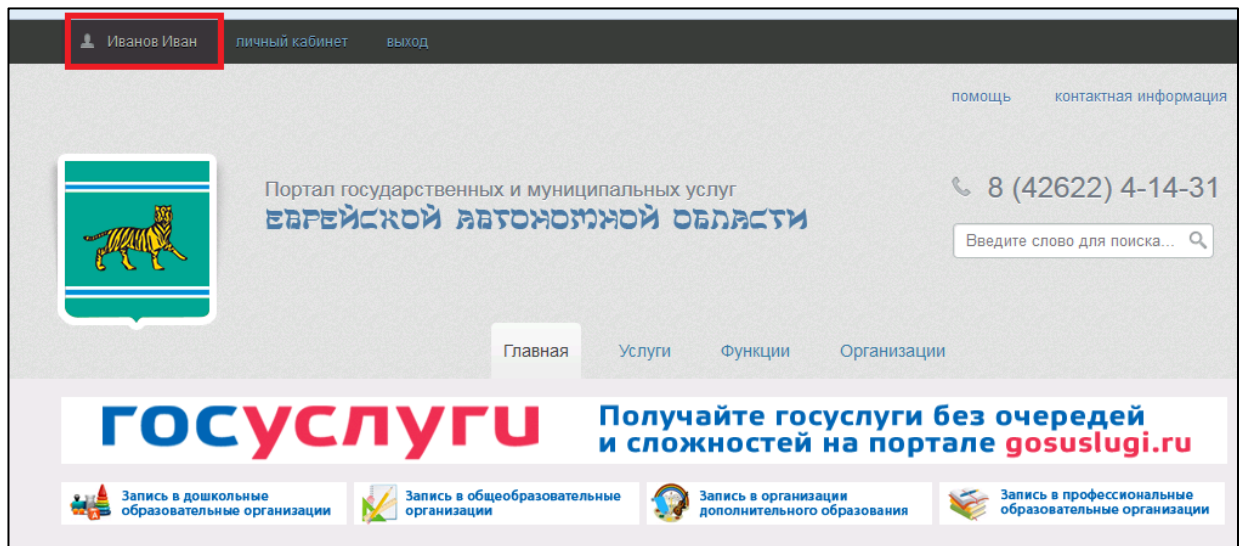 Иванов Иван личный кабинет выход
помощь контактная информация
Портал государственных и муниципальных услуг
ЕВРЕЙСКОЙ АВТОНОМНОЙ ОБЛАСТИ
8 (42622) 4-14-31
Введите слово для поиска...
Главная Услуги Функции Организации
госуслуги
Получайте госуслуги без очередей
и сложностей на портале gosuslugi.ru
Запись в дошкольные
образовательные организации
Запись в общеобразовательные
организации
Запись в организации
дополнительного образования
Запись в профессиональные
образовательные организации